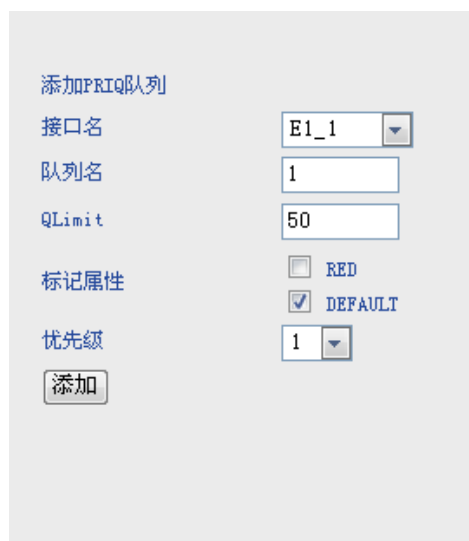 添加PRIQ队列
接口名 E1_1
队列名 1
QLimit 50
标记属性 RED
DEFAULT
优先级 1
添加